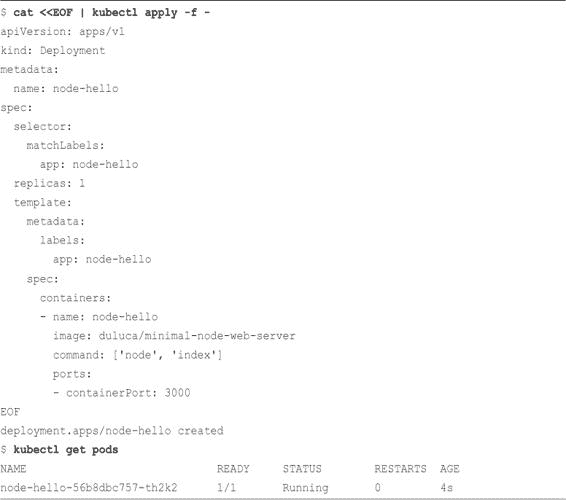 $ cat <<EOF | kubectl apply -f -
apiVersion: apps/v1
kind: Deployment
metadata:
  name: node-hello
spec:
  selector:
    matchLabels:
      app: node-hello
  replicas: 1
  template:
    metadata:
      labels:
        app: node-hello
    spec:
      containers:
      - name: node-hello
        image: duluca/minimal-node-web-server
        command: ['node', 'index']
        ports:
        - containerPort: 3000
EOF
deployment.apps/node-hello created
$ kubectl get pods
NAME                          READY   STATUS    RESTARTS   AGE
node-hello-56b8dbc757-th2k2   1/1     Running   0          4s